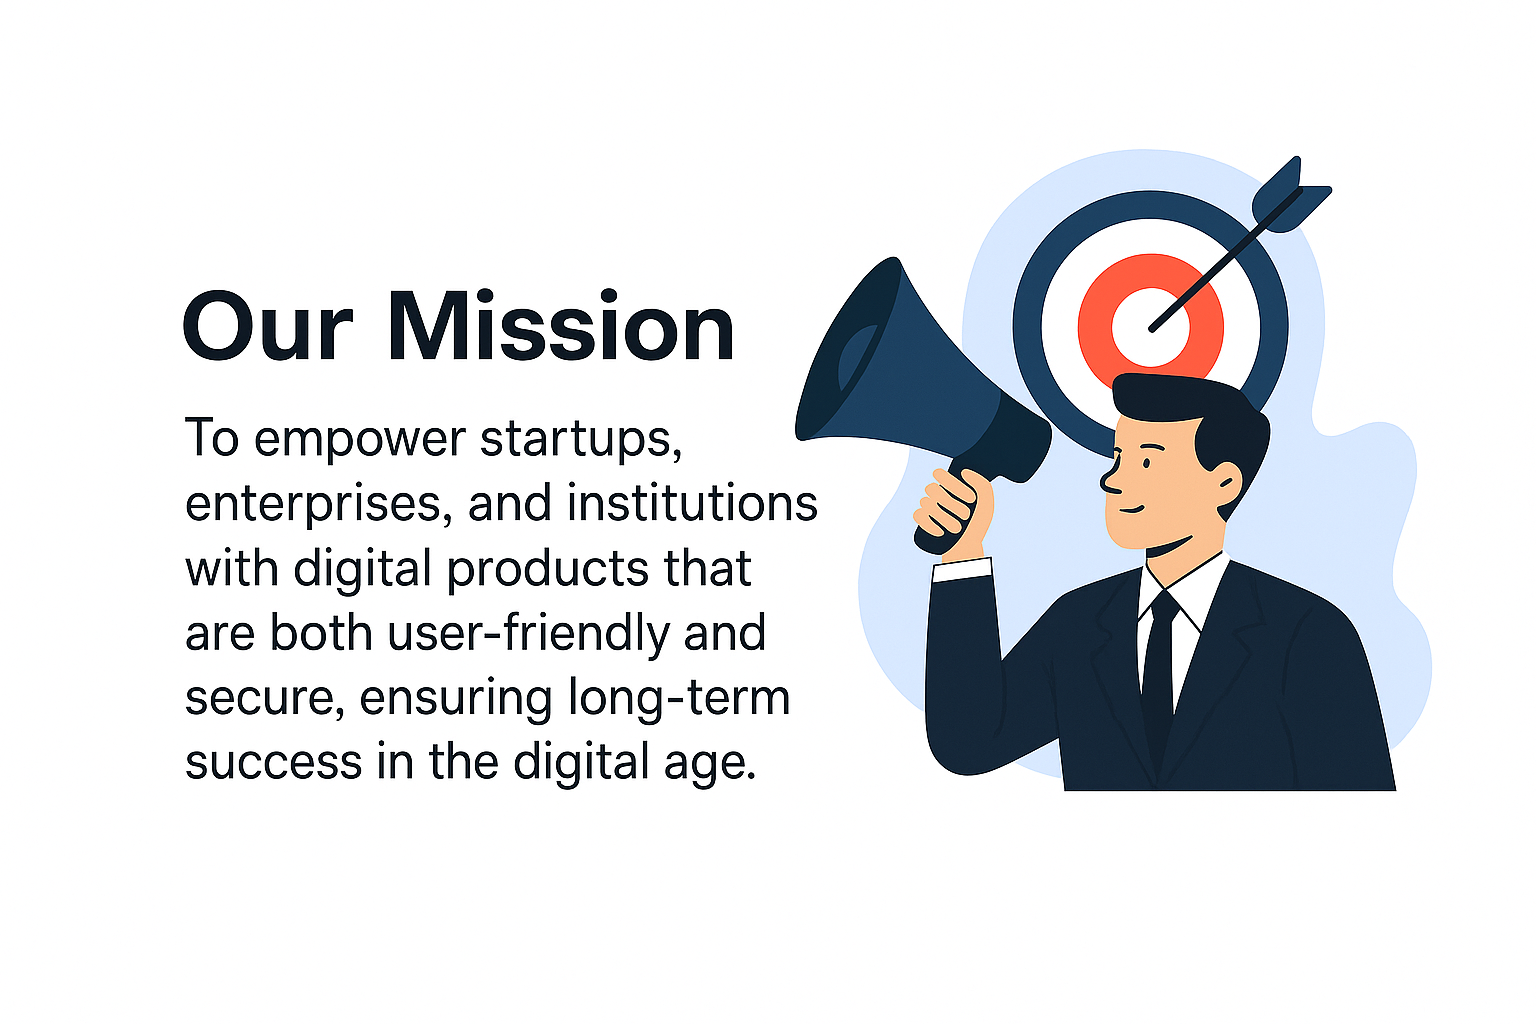 Our Mission
To empower startups,
enterprises, and institutions
with digital products that
are both user-friendly and
secure, ensuring long-term
success in the digital age.